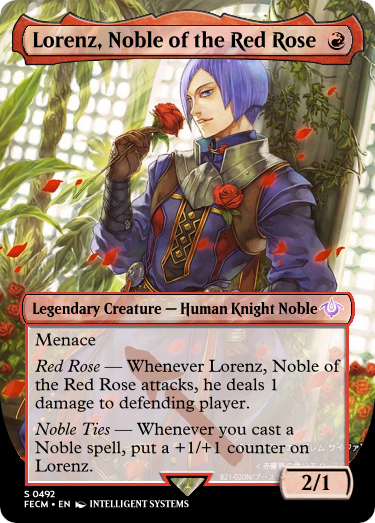 Lorenz, Noble of the Red Rose
Legendary Creature — Human Knight Noble
Menace
Red Rose — Whenever Lorenz, Noble of
the Red Rose attacks, he deals 1
damage to defending player.
Noble Ties — Whenever you cast a
Noble spell, put a +1/+1 counter on
Lorenz.
2/1
S 0492
FECM • EN INTELLIGENT SYSTEMS